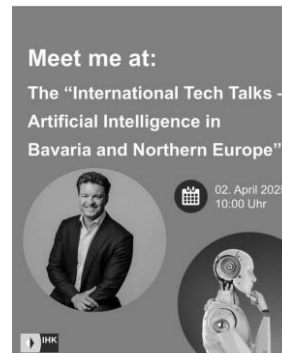 Meet me at:
The “International Tech Talks -
Artificial Intelligence in
Bavaria and Northern Europe”
02. April 2025
10:00 Uhr
IHK